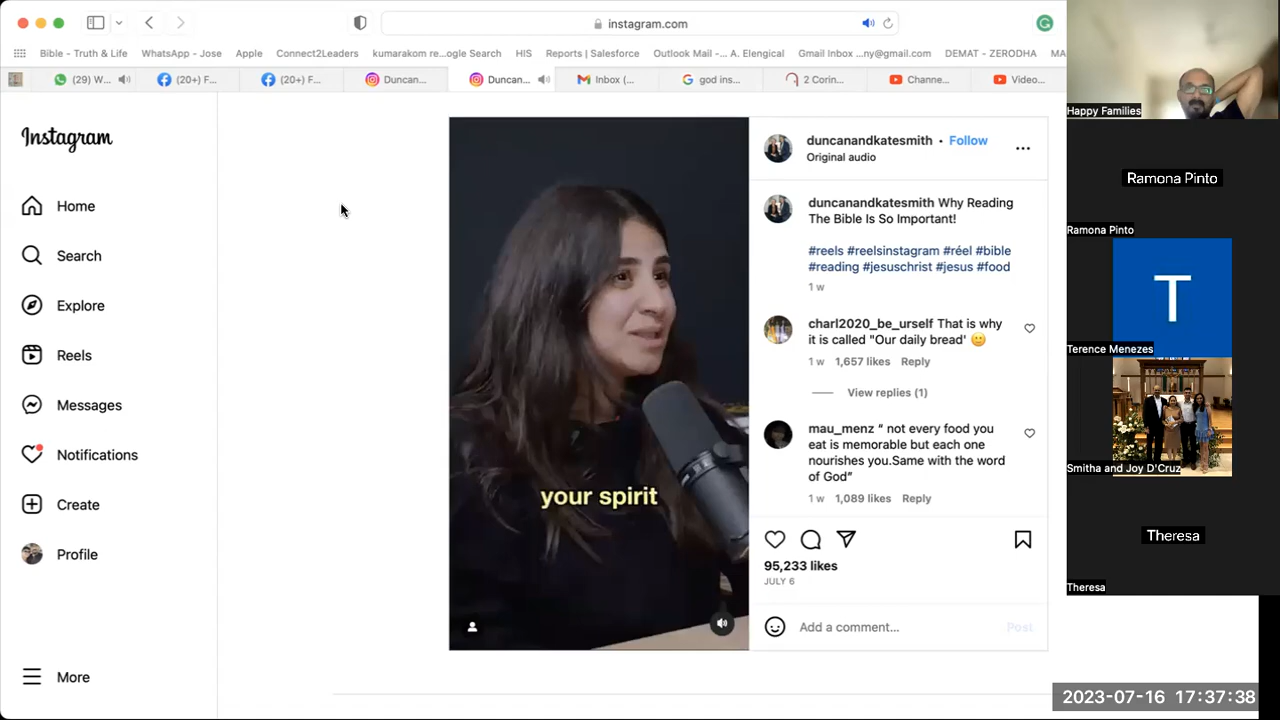 instagram.com
Bible - Truth & Life
WhatsApp - Jose
Apple
Connect2Leaders
kumarakom re...ogle Search
HIS
Reports | Salesforce
Outlook Mail -... A. Elengical
Gmail Inbox ...ny@gmail.com
DEMAT - ZERODHA
MA
(29) W...
(20+) F...
(20+) F...
Duncan...
Duncan...
Inbox (...
god ins...
2 Corin...
Channe...
Video...
Instagram
Home
Search
Explore
Reels
Messages
Notifications
Create
Profile
More
your spirit
duncanandkatesmith • Follow
Original audio
duncanandkatesmith Why Reading
The Bible Is So Important!
#reels #reelsinstagram #réel #bible
#reading #jesuschrist #jesus #food
1 w
charl2020_be_urself That is why
it is called "Our daily bread' 🙂
1 w 1,657 likes Reply
View replies (1)
mau_menz “ not every food you
eat is memorable but each one
nourishes you.Same with the word
of God”
1 w 1,089 likes Reply
95,233 likes
JULY 6
Add a comment...
Post
Happy Families
Ramona Pinto
Ramona Pinto
T
Terence Menezes
Smitha and Joy D'Cruz
Theresa
Theresa
2023-07-16 17:37:38